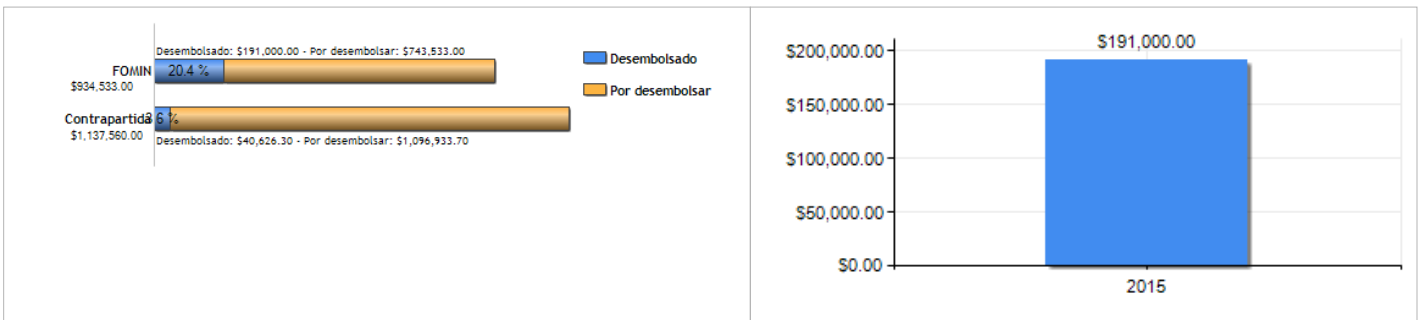 Desembolsado: $191,000.00 - Por desembolsar: $743,533.00
FOMIN
20.4 %
$934,533.00
Contrapartida
6 %
$1,137,560.00
Desembolsado: $40,626.30 - Por desembolsar: $1,096,933.70
Desembolsado
Por desembolsar
$191,000.00
$200,000.00
$150,000.00
$100,000.00
$50,000.00
$0.00
2015